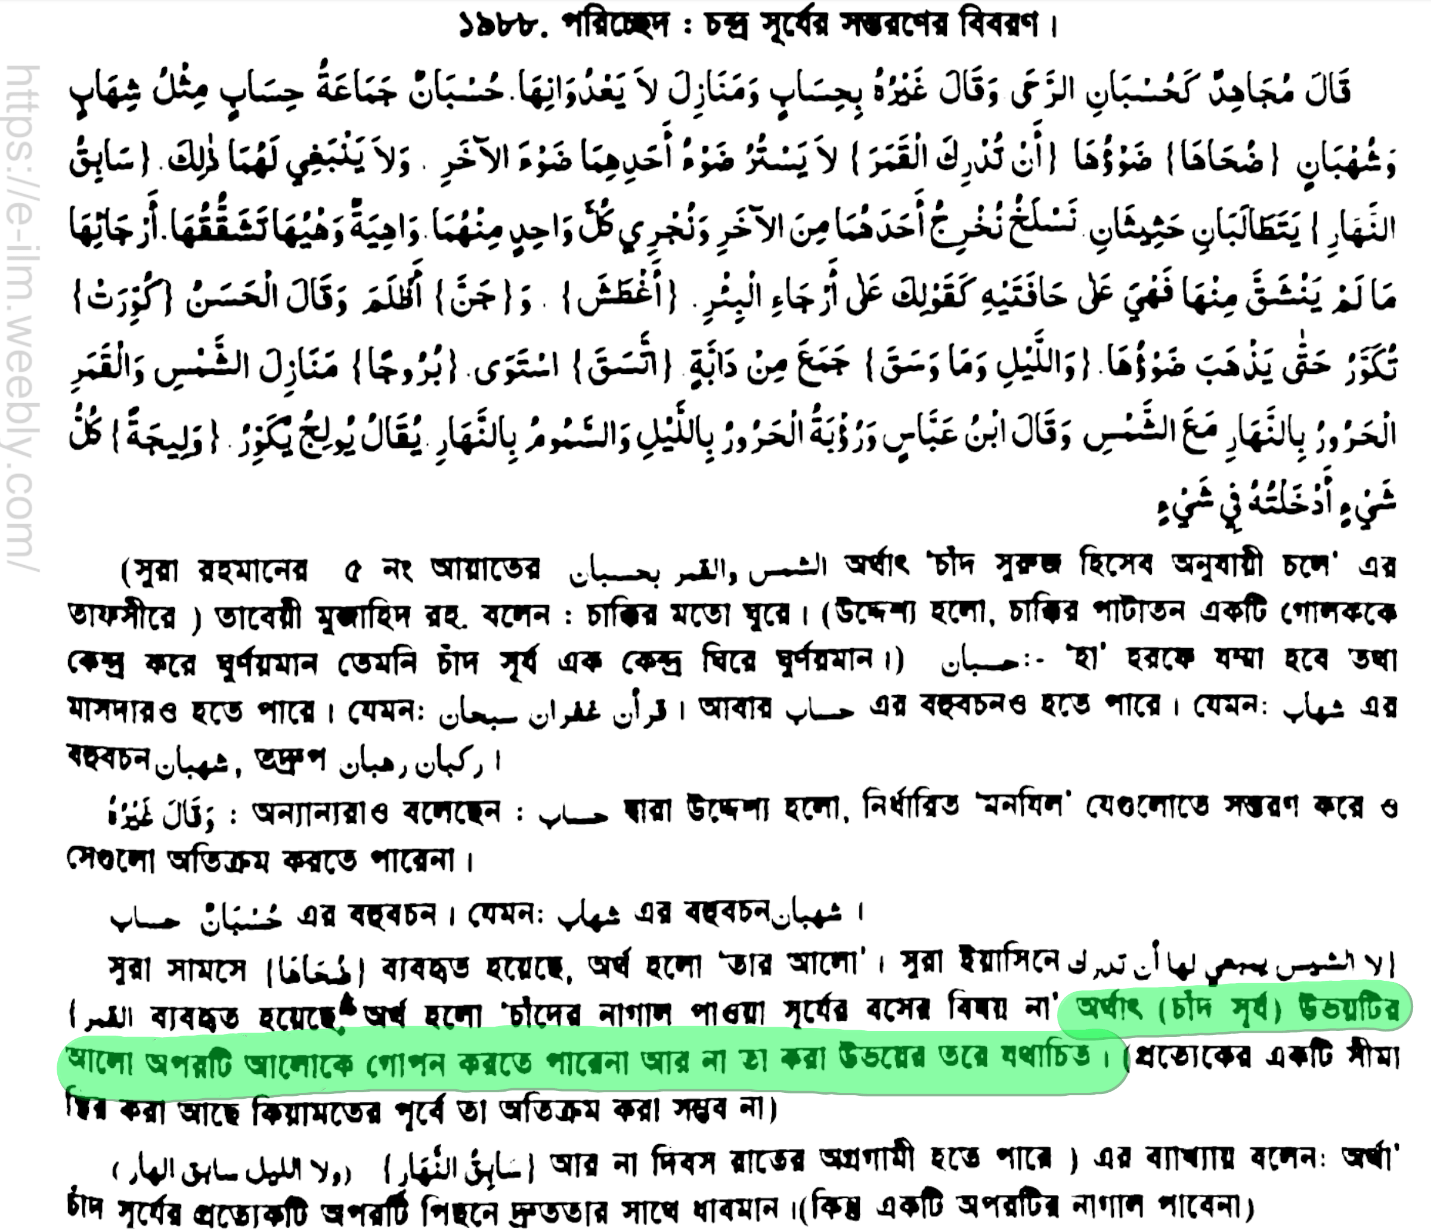 ১৯৮৮. পরিচ্ছেদ : চন্দ্র সূর্যের সন্তরণের বিবরণ।
قَالَ مُجَاهِدٌ كَحُسْبَانِ الرَّحَى وَقَالَ غَيْرُهُ بِحِسَابٍ وَمَنَازِلَ لاَ يَعْدُوَانِهَا. حُسْبَانٌ جَمَاعَةُ حِسَابٍ مِثْلُ شِهَابٍ
وَشُهْبَانٍ {ضُحَاهَا} ضَوْؤُهَا {أَنْ تُدْرِكَ الْقَمَرَ} لاَ يَسْتُرُ ضَوْءُ أَحَدِهِمَا ضَوْءَ الآخَرِ . وَلاَ يَنْبَغِي لَهُمَا ذٰلِكَ. {سَابِقُ
النَّهَارِ} يَتَطَالَبَانِ حَثِيثَانِ. نَسْلَخُ نُخْرِجُ أَحَدَهُمَا مِنَ الآخَرِ وَنُجْرِي كُلَّ وَاحِدٍ مِنْهُمَا. وَاهِيَةٌ وَهْيُهَا تَشَقُّقُهَا. أَرْجَائِهَا
مَا لَمْ يَنْشَقَّ مِنْهَا فَهْيَ عَلٰى حَافَتَيْهِ كَقَوْلِكَ عَلٰى أَرْجَاءِ الْبِئْرِ. {أَغْطَشَ} . وَ{جَنَّ} أَظْلَمَ وَقَالَ الْحَسَنُ {كُوِّرَتْ}
تُكَوَّرُ حَتّٰى يَذْهَبَ ضَوْؤُهَا. {وَاللَّيْلِ وَمَا وَسَقَ} جَمَعَ مِنْ دَابَّةٍ. {اتَّسَقَ} اسْتَوَى. {بُرُوجًا} مَنَازِلَ الشَّمْسِ وَالْقَمَرِ
الْحَرُورُ بِالنَّهَارِ مَعَ الشَّمْسِ وَقَالَ ابْنُ عَبَّاسٍ وَرُؤْبَةُ الْحَرُورُ بِاللَّيْلِ وَالسَّمُومُ بِالنَّهَارِ. يُقَالُ يُولِجُ يُكَوِّرُ. {وَلِيجَةً} كُلُّ
شَيْءٍ أَدْخَلْتَهُ فِي شَيْءٍ
(সূরা রহমানের ৫ নং আয়াতের الشمس والقمر بحسبان অর্থাৎ 'চাঁদ সুরুজ হিসেব অনুযায়ী চলে' এর
তাফসীরে ) তাবেয়ী মুজাহিদ রহ. বলেন : চাক্কির মতো ঘুরে। (উদ্দেশ্য হলো, চাক্কির পাটাতন একটি গোলককে
কেন্দ্র করে ঘূর্ণয়মান তেমনি চাঁদ সূর্য এক কেন্দ্র ঘিরে ঘূর্ণয়মান।) حسبان:- 'হা' হরফে যম্মা হবে তথা
মাসদারও হতে পারে। যেমন: قرأن غفران سبحان । আবার حساب এর বহুবচনও হতে পারে। যেমন: شهاب এর
বহুবচন شهبان, তদ্রুপ ركبان رهبان।
وَقَالَ غَيْرُهُ : অন্যান্যরাও বলেছেন : حساب দ্বারা উদ্দেশ্য হলো, নির্ধারিত 'মনযিল' যেগুলোতে সন্তরণ করে ও
সেগুলো অতিক্রম করতে পারেনা।
حُسْبَانٌ حساب এর বহুবচন। যেমন: شهاب এর বহুবচন شهبان ।
সূরা সামসে {ضُحَاهَا} ব্যবহৃত হয়েছে, অর্থ হলো 'তার আলো'। সূরা ইয়াসিনে {لا الشمس ينبغي لها أن تدرك
القمر} ব্যবহৃত হয়েছে অর্থ হলো 'চাঁদের নাগাল পাওয়া সূর্যের বসের বিষয় না' অর্থাৎ (চাঁদ সূর্য) উভয়টির
আলো অপরটি আলোকে গোপন করতে পারেনা আর না তা করা উভয়ের তরে যথাচিত। (প্রত্যেকের একটি সীমা
স্থির করা আছে কিয়ামতের পূর্বে তা অতিক্রম করা সম্ভব না)
(ولا الليل سابق النهار) {سَابِقُ النَّهَارِ} আর না দিবস রাতের অগ্রগামী হতে পারে ) এর ব্যাখ্যায় বলেন: অর্থা'
চাঁদ সূর্যের প্রত্যেকটি অপরটি পিছনে দ্রুততার সাথে ধাবমান।(কিন্তু একটি অপরটির নাগাল পাবেনা)
https://e-ilm.weebly.com/